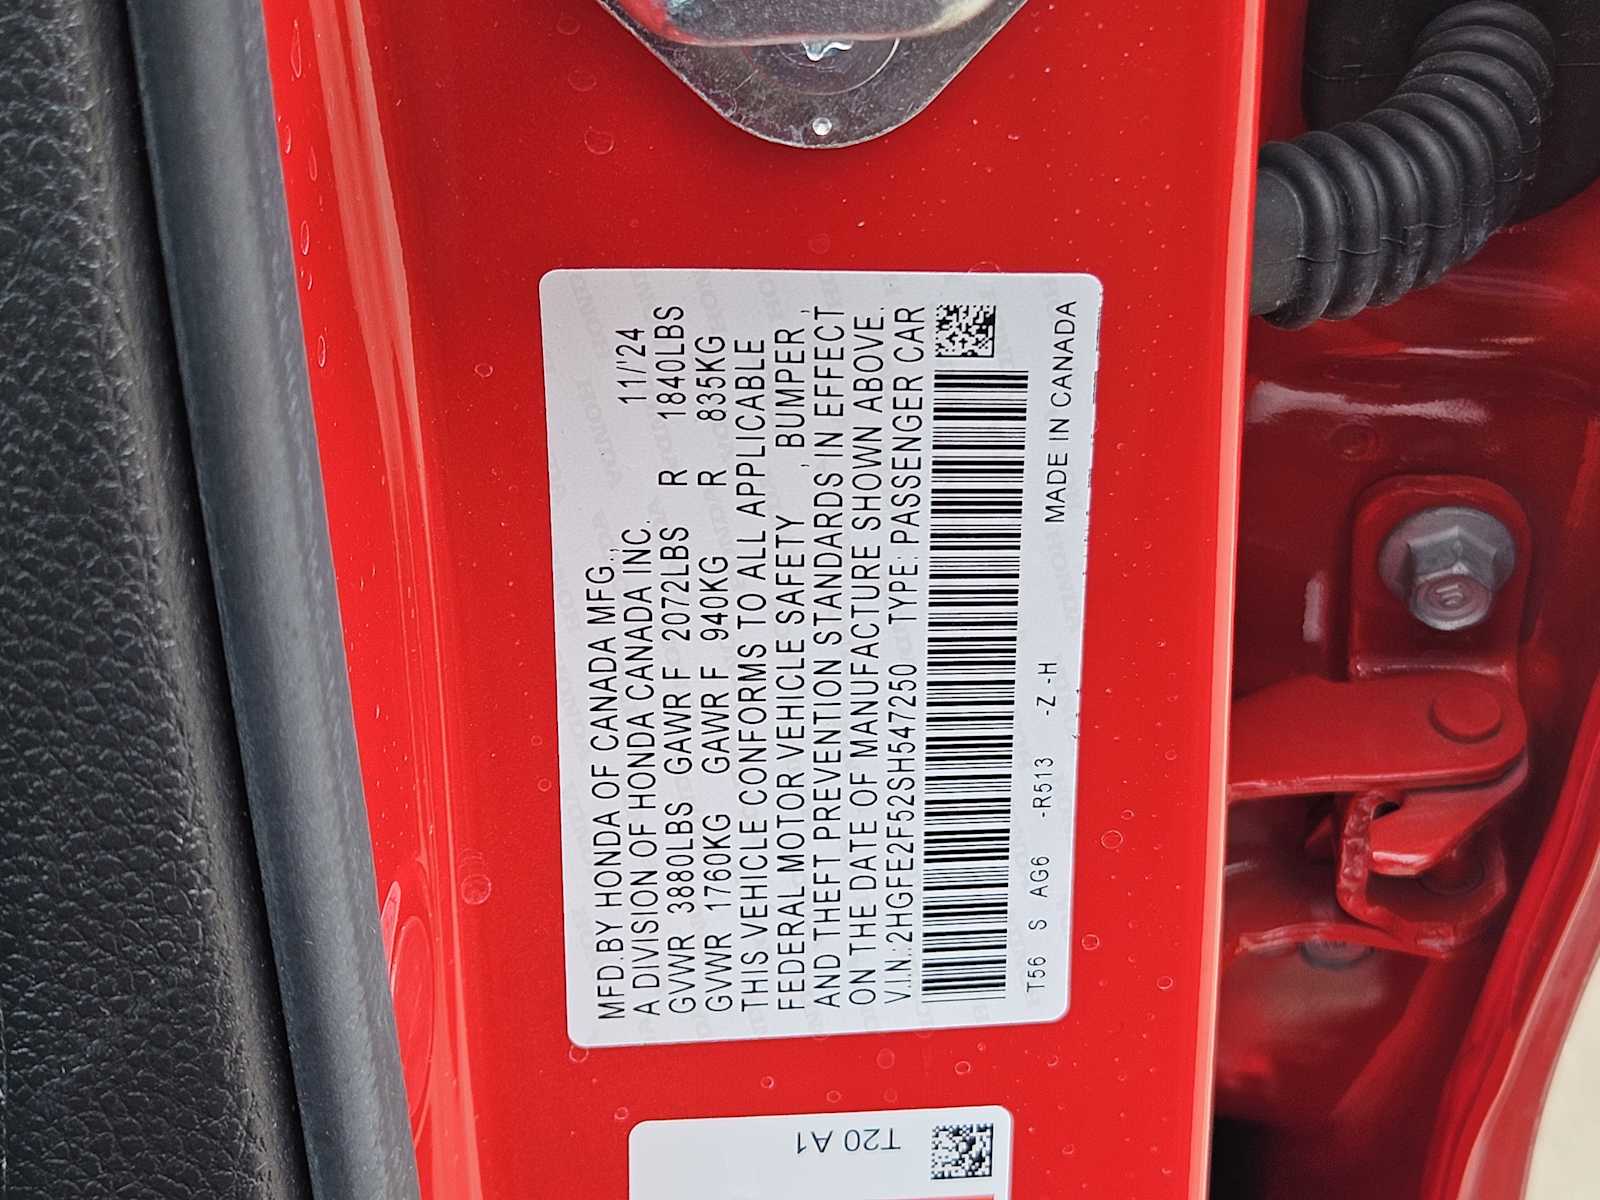 MFD.BY HONDA OF CANADA MFG., 11/'24
A DIVISION OF HONDA CANADA INC.
GVWR 3880LBS GAWR F 2072LBS R 1840LBS
GVWR 1760KG GAWR F 940KG R 835KG
THIS VEHICLE CONFORMS TO ALL APPLICABLE
FEDERAL MOTOR VEHICLE SAFETY , BUMPER ,
AND THEFT PREVENTION STANDARDS IN EFFECT
ON THE DATE OF MANUFACTURE SHOWN ABOVE.
V.I.N.:2HGFE2F52SH547250 TYPE: PASSENGER CAR
T56 S AG6 -R513 -Z -H MADE IN CANADA
T20 A1